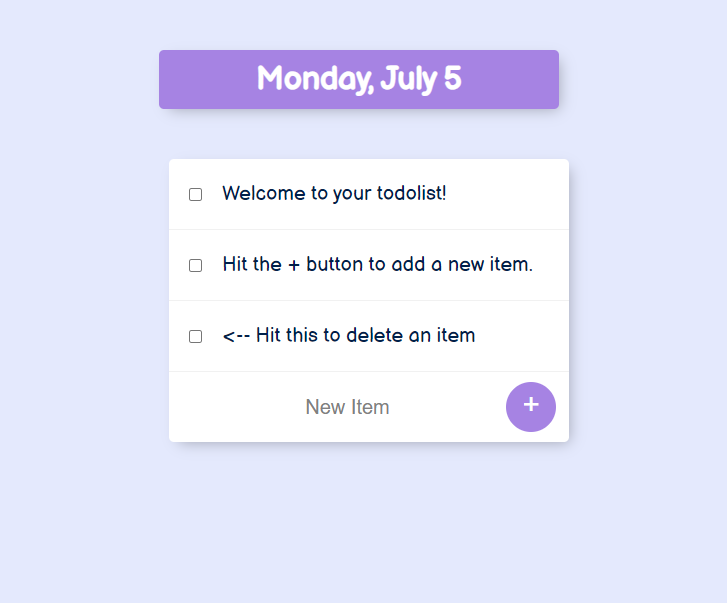 Monday, July 5
Welcome to your todolist!
Hit the + button to add a new item.
<-- Hit this to delete an item
New Item
+